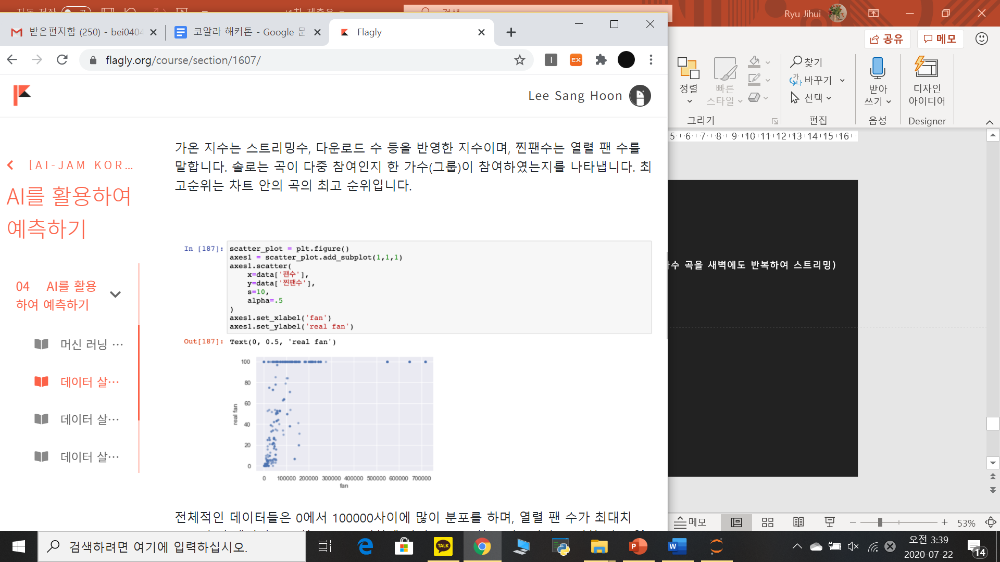 Ryu Jihui
받은편지함 (250) - bei0404
코알라 해커톤 - Google 문
Flagly
flagly.org/course/section/1607/
공유
메모
정렬
빠른
스타일
찾기
바꾸기
선택
받아
쓰기
디자인
아이디어
그리기
편집
음성
Designer
Lee Sang Hoon
5 6 7 8 9 10 11 12 13 14 15 16
[AI-JAM KOR...
AI를 활용하여
예측하기
04 AI를 활용
하여 예측하기
머신 러닝 ...
데이터 살...
데이터 살...
데이터 살...
가온 지수는 스트리밍수, 다운로드 수 등을 반영한 지수이며, 찐팬수는 열렬 팬 수를
말합니다. 솔로는 곡이 다중 참여인지 한 가수(그룹)이 참여하였는지를 나타냅니다. 최
고순위는 차트 안의 곡의 최고 순위입니다.
In [187]:
scatter_plot = plt.figure()
axes1 = scatter_plot.add_subplot(1,1,1)
axes1.scatter(
x=data['팬수'],
y=data['찐팬수'],
s=10,
alpha=.5
)
axes1.set_xlabel('fan')
axes1.set_ylabel('real fan')
Out[187]: Text(0, 0.5, 'real fan')
100
80
60
40
20
0
real fan
0 100000 200000 300000 400000 500000 600000 700000
fan
전체적인 데이터들은 0에서 100000사이에 많이 분포를 하며, 열렬 팬 수가 최대치
수 곡을 새벽에도 반복하여 스트리밍)
메모
53%
검색하려면 여기에 입력하십시오.
TALK
오전 3:39
2020-07-22
14